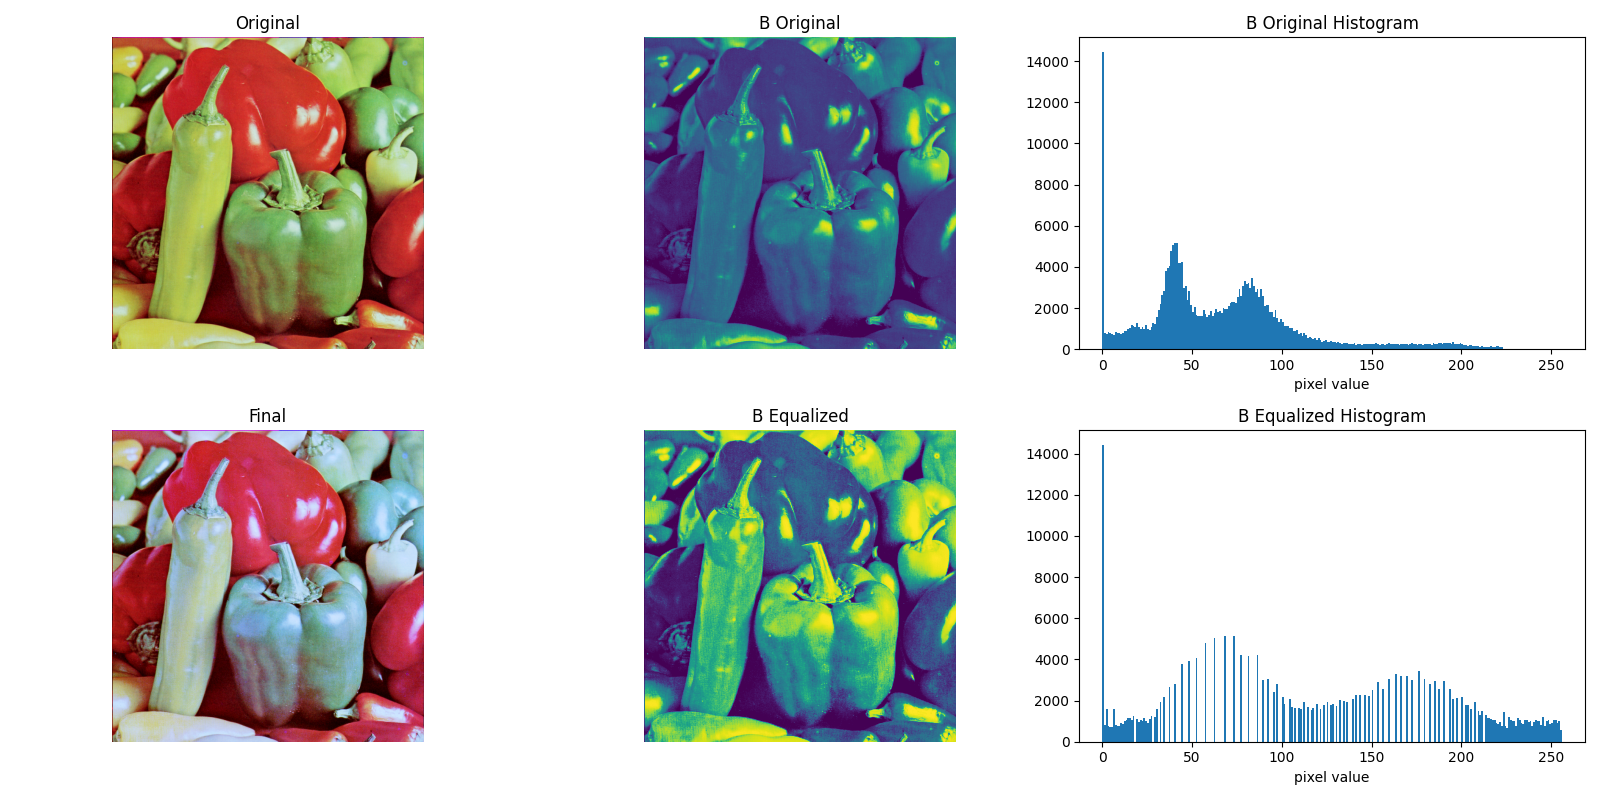 Original
B Original
B Original Histogram
14000
12000
10000
8000
6000
4000
2000
0
0 50 100 150 200 250
pixel value
Final
B Equalized
B Equalized Histogram
14000
12000
10000
8000
6000
4000
2000
0
0 50 100 150 200 250
pixel value